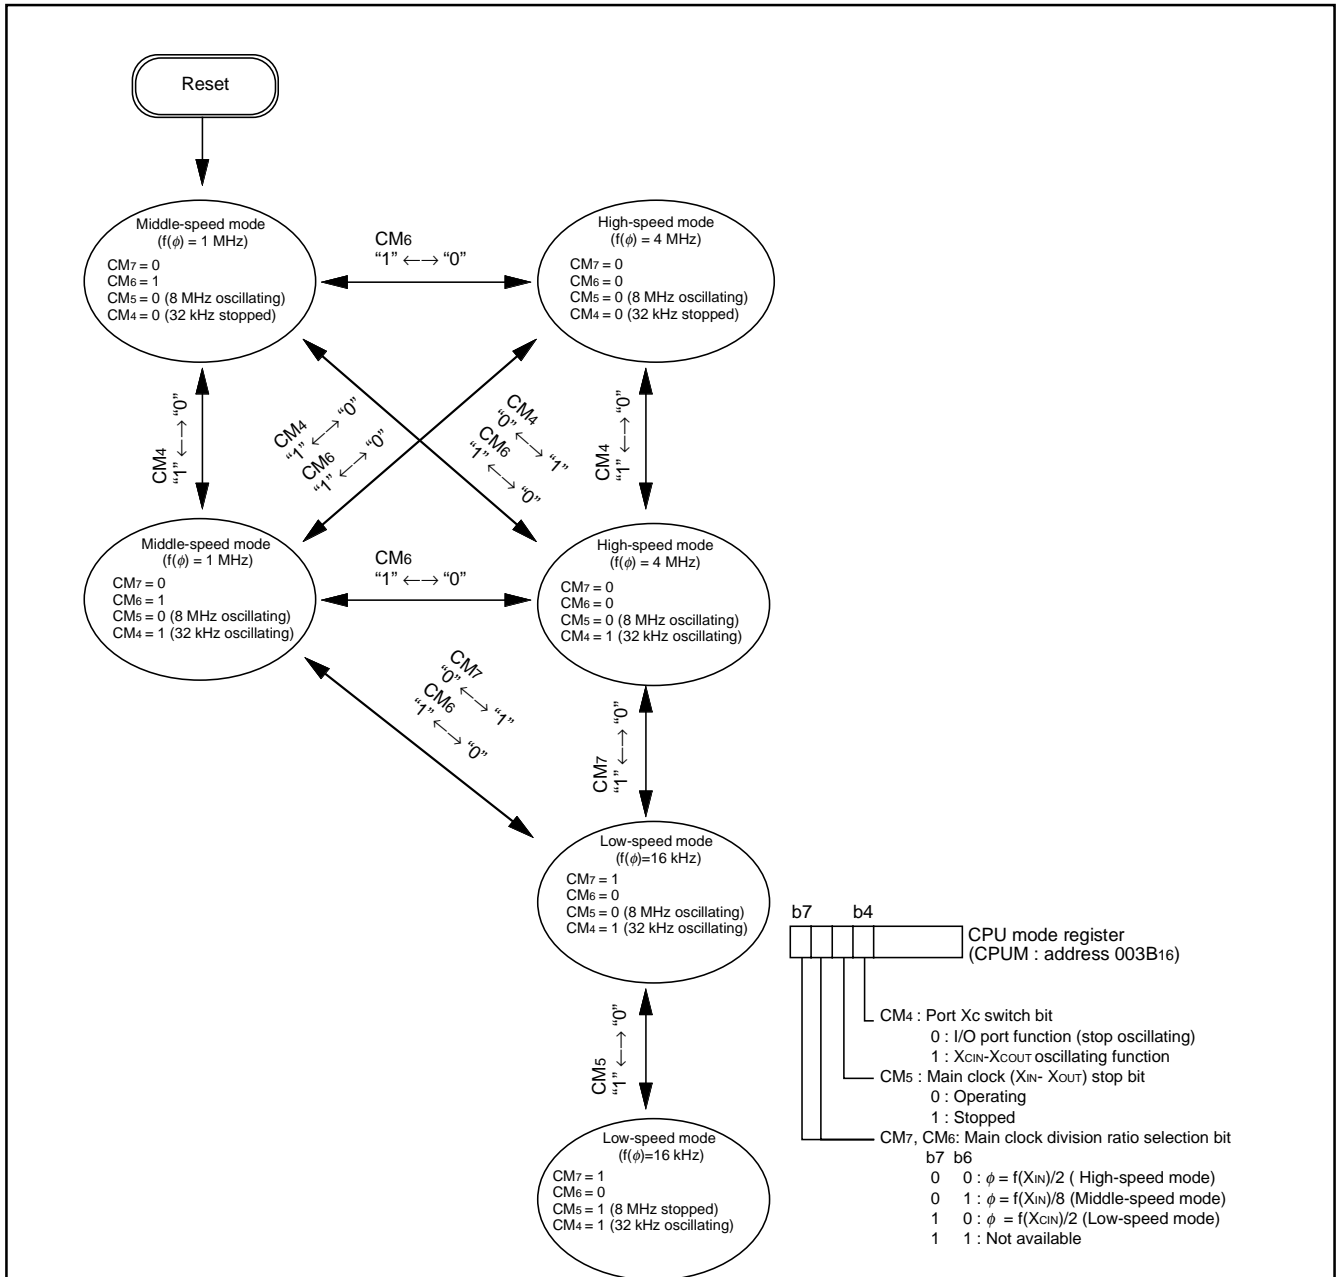 Reset
Middle-speed mode
(f(ϕ) = 1 MHz)
CM7 = 0
CM6 = 1
CM5 = 0 (8 MHz oscillating)
CM4 = 0 (32 kHz stopped)
CM6
“1” ←→ “0”
High-speed mode
(f(ϕ) = 4 MHz)
CM7 = 0
CM6 = 0
CM5 = 0 (8 MHz oscillating)
CM4 = 0 (32 kHz stopped)
CM4
“1” ←→ “0”
CM4
“1” ←→ “0”
CM6
“1” ←→ “0”
CM4
“0” ←→ “1”
CM6
“1” ←→ “0”
CM4
“1” ←→ “0”
Middle-speed mode
(f(ϕ) = 1 MHz)
CM7 = 0
CM6 = 1
CM5 = 0 (8 MHz oscillating)
CM4 = 1 (32 kHz oscillating)
CM6
“1” ←→ “0”
High-speed mode
(f(ϕ) = 4 MHz)
CM7 = 0
CM6 = 0
CM5 = 0 (8 MHz oscillating)
CM4 = 1 (32 kHz oscillating)
CM7
“0” ←→ “1”
CM6
“1” ←→ “0”
CM7
“1” ←→ “0”
Low-speed mode
(f(ϕ)=16 kHz)
CM7 = 1
CM6 = 0
CM5 = 0 (8 MHz oscillating)
CM4 = 1 (32 kHz oscillating)
CM5
“1” ←→ “0”
Low-speed mode
(f(ϕ)=16 kHz)
CM7 = 1
CM6 = 0
CM5 = 1 (8 MHz stopped)
CM4 = 1 (32 kHz oscillating)
b7 b4
CPU mode register
(CPUM : address 003B16)
CM4 : Port Xc switch bit
0 : I/O port function (stop oscillating)
1 : XCIN-XCOUT oscillating function
CM5 : Main clock (XIN- XOUT) stop bit
0 : Operating
1 : Stopped
CM7, CM6: Main clock division ratio selection bit
b7 b6
0 0 : ϕ = f(XIN)/2 ( High-speed mode)
0 1 : ϕ = f(XIN)/8 (Middle-speed mode)
1 0 : ϕ = f(XCIN)/2 (Low-speed mode)
1 1 : Not available